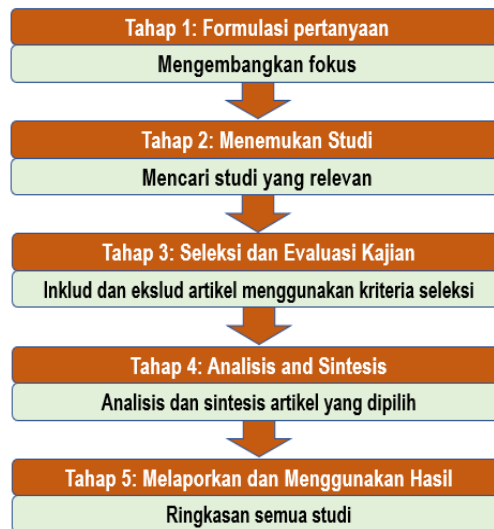 Tahap 1: Formulasi pertanyaan
Mengembangkan fokus
Tahap 2: Menemukan Studi
Mencari studi yang relevan
Tahap 3: Seleksi dan Evaluasi Kajian
Inklud dan ekslud artikel menggunakan kriteria seleksi
Tahap 4: Analisis and Sintesis
Analisis dan sintesis artikel yang dipilih
Tahap 5: Melaporkan dan Menggunakan Hasil
Ringkasan semua studi